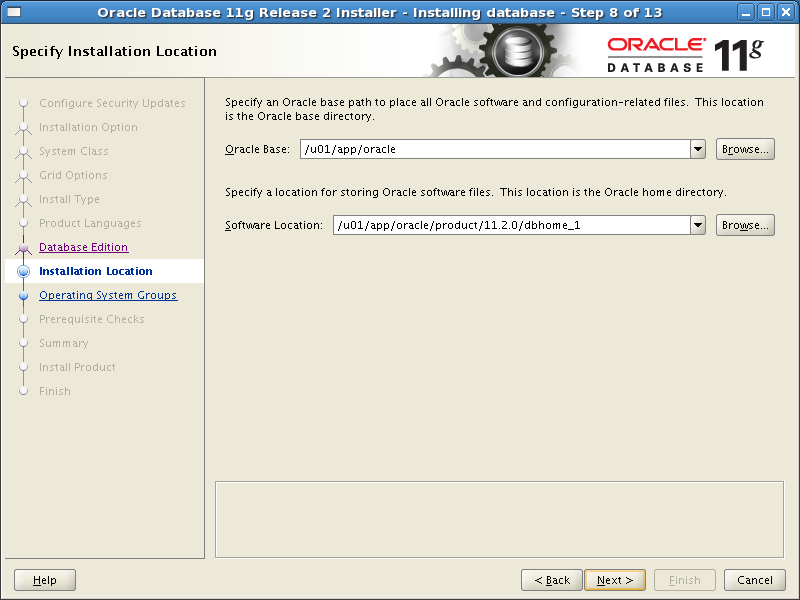 Oracle Database 11g Release 2 Installer - Installing database - Step 8 of 13
Specify Installation Location
ORACLE®
DATABASE
11g
Configure Security Updates
Installation Option
System Class
Grid Options
Install Type
Product Languages
Database Edition
Installation Location
Operating System Groups
Prerequisite Checks
Summary
Install Product
Finish
Specify an Oracle base path to place all Oracle software and configuration-related files. This location
is the Oracle base directory.
Oracle Base: /u01/app/oracle Browse...
Specify a location for storing Oracle software files. This location is the Oracle home directory.
Software Location: /u01/app/oracle/product/11.2.0/dbhome_1 Browse...
Help < Back Next > Finish Cancel